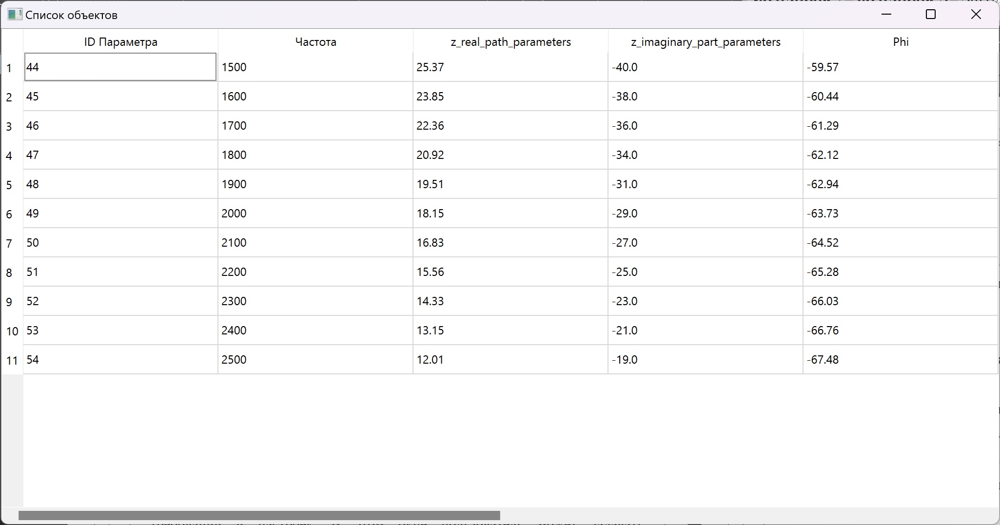 Список объектов
ID Параметра Частота z_real_path_parameters z_imaginary_part_parameters Phi
1 44 1500 25.37 -40.0 -59.57
2 45 1600 23.85 -38.0 -60.44
3 46 1700 22.36 -36.0 -61.29
4 47 1800 20.92 -34.0 -62.12
5 48 1900 19.51 -31.0 -62.94
6 49 2000 18.15 -29.0 -63.73
7 50 2100 16.83 -27.0 -64.52
8 51 2200 15.56 -25.0 -65.28
9 52 2300 14.33 -23.0 -66.03
10 53 2400 13.15 -21.0 -66.76
11 54 2500 12.01 -19.0 -67.48